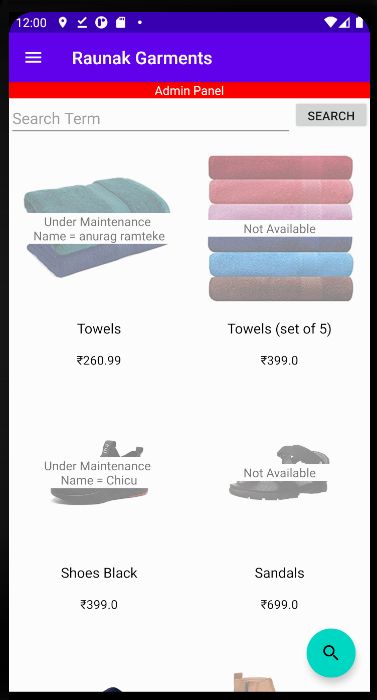 12:00
Raunak Garments
Admin Panel
Search Term
SEARCH
Under Maintenance
Name = anurag ramteke
Not Available
Towels
Towels (set of 5)
₹260.99
₹399.0
Under Maintenance
Name = Chicu
Not Available
Shoes Black
Sandals
₹399.0
₹699.0